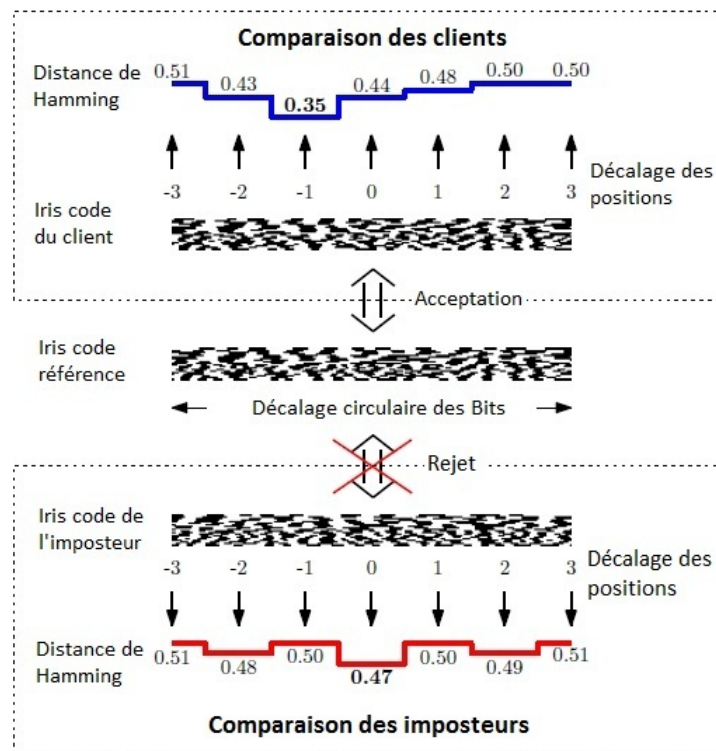 Comparaison des clients
Distance de
Hamming
0.51 0.43 0.35 0.44 0.48 0.50 0.50
Décalage des
positions
-3 -2 -1 0 1 2 3
Iris code
du client
Acceptation
Iris code
référence
Décalage circulaire des Bits
Rejet
Iris code de
l'imposteur
-3 -2 -1 0 1 2 3
Décalage des
positions
Distance de
Hamming
0.51 0.48 0.50 0.47 0.50 0.49 0.51
Comparaison des imposteurs